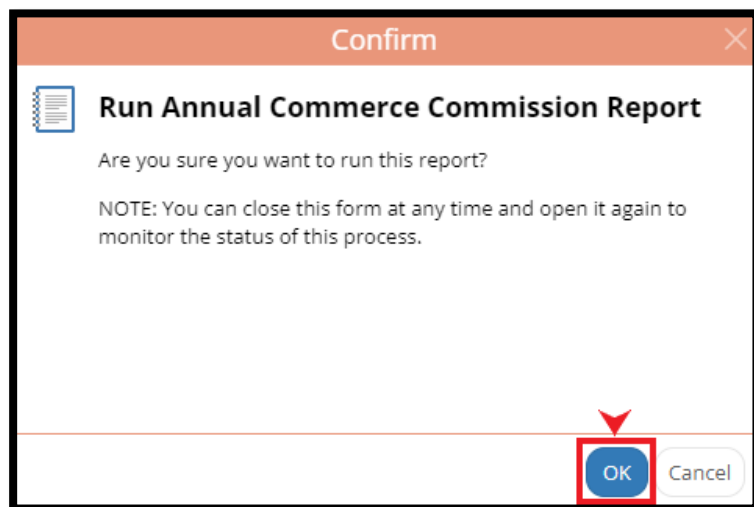 Confirm
Run Annual Commerce Commission Report
Are you sure you want to run this report?
NOTE: You can close this form at any time and open it again to
monitor the status of this process.
OK
Cancel